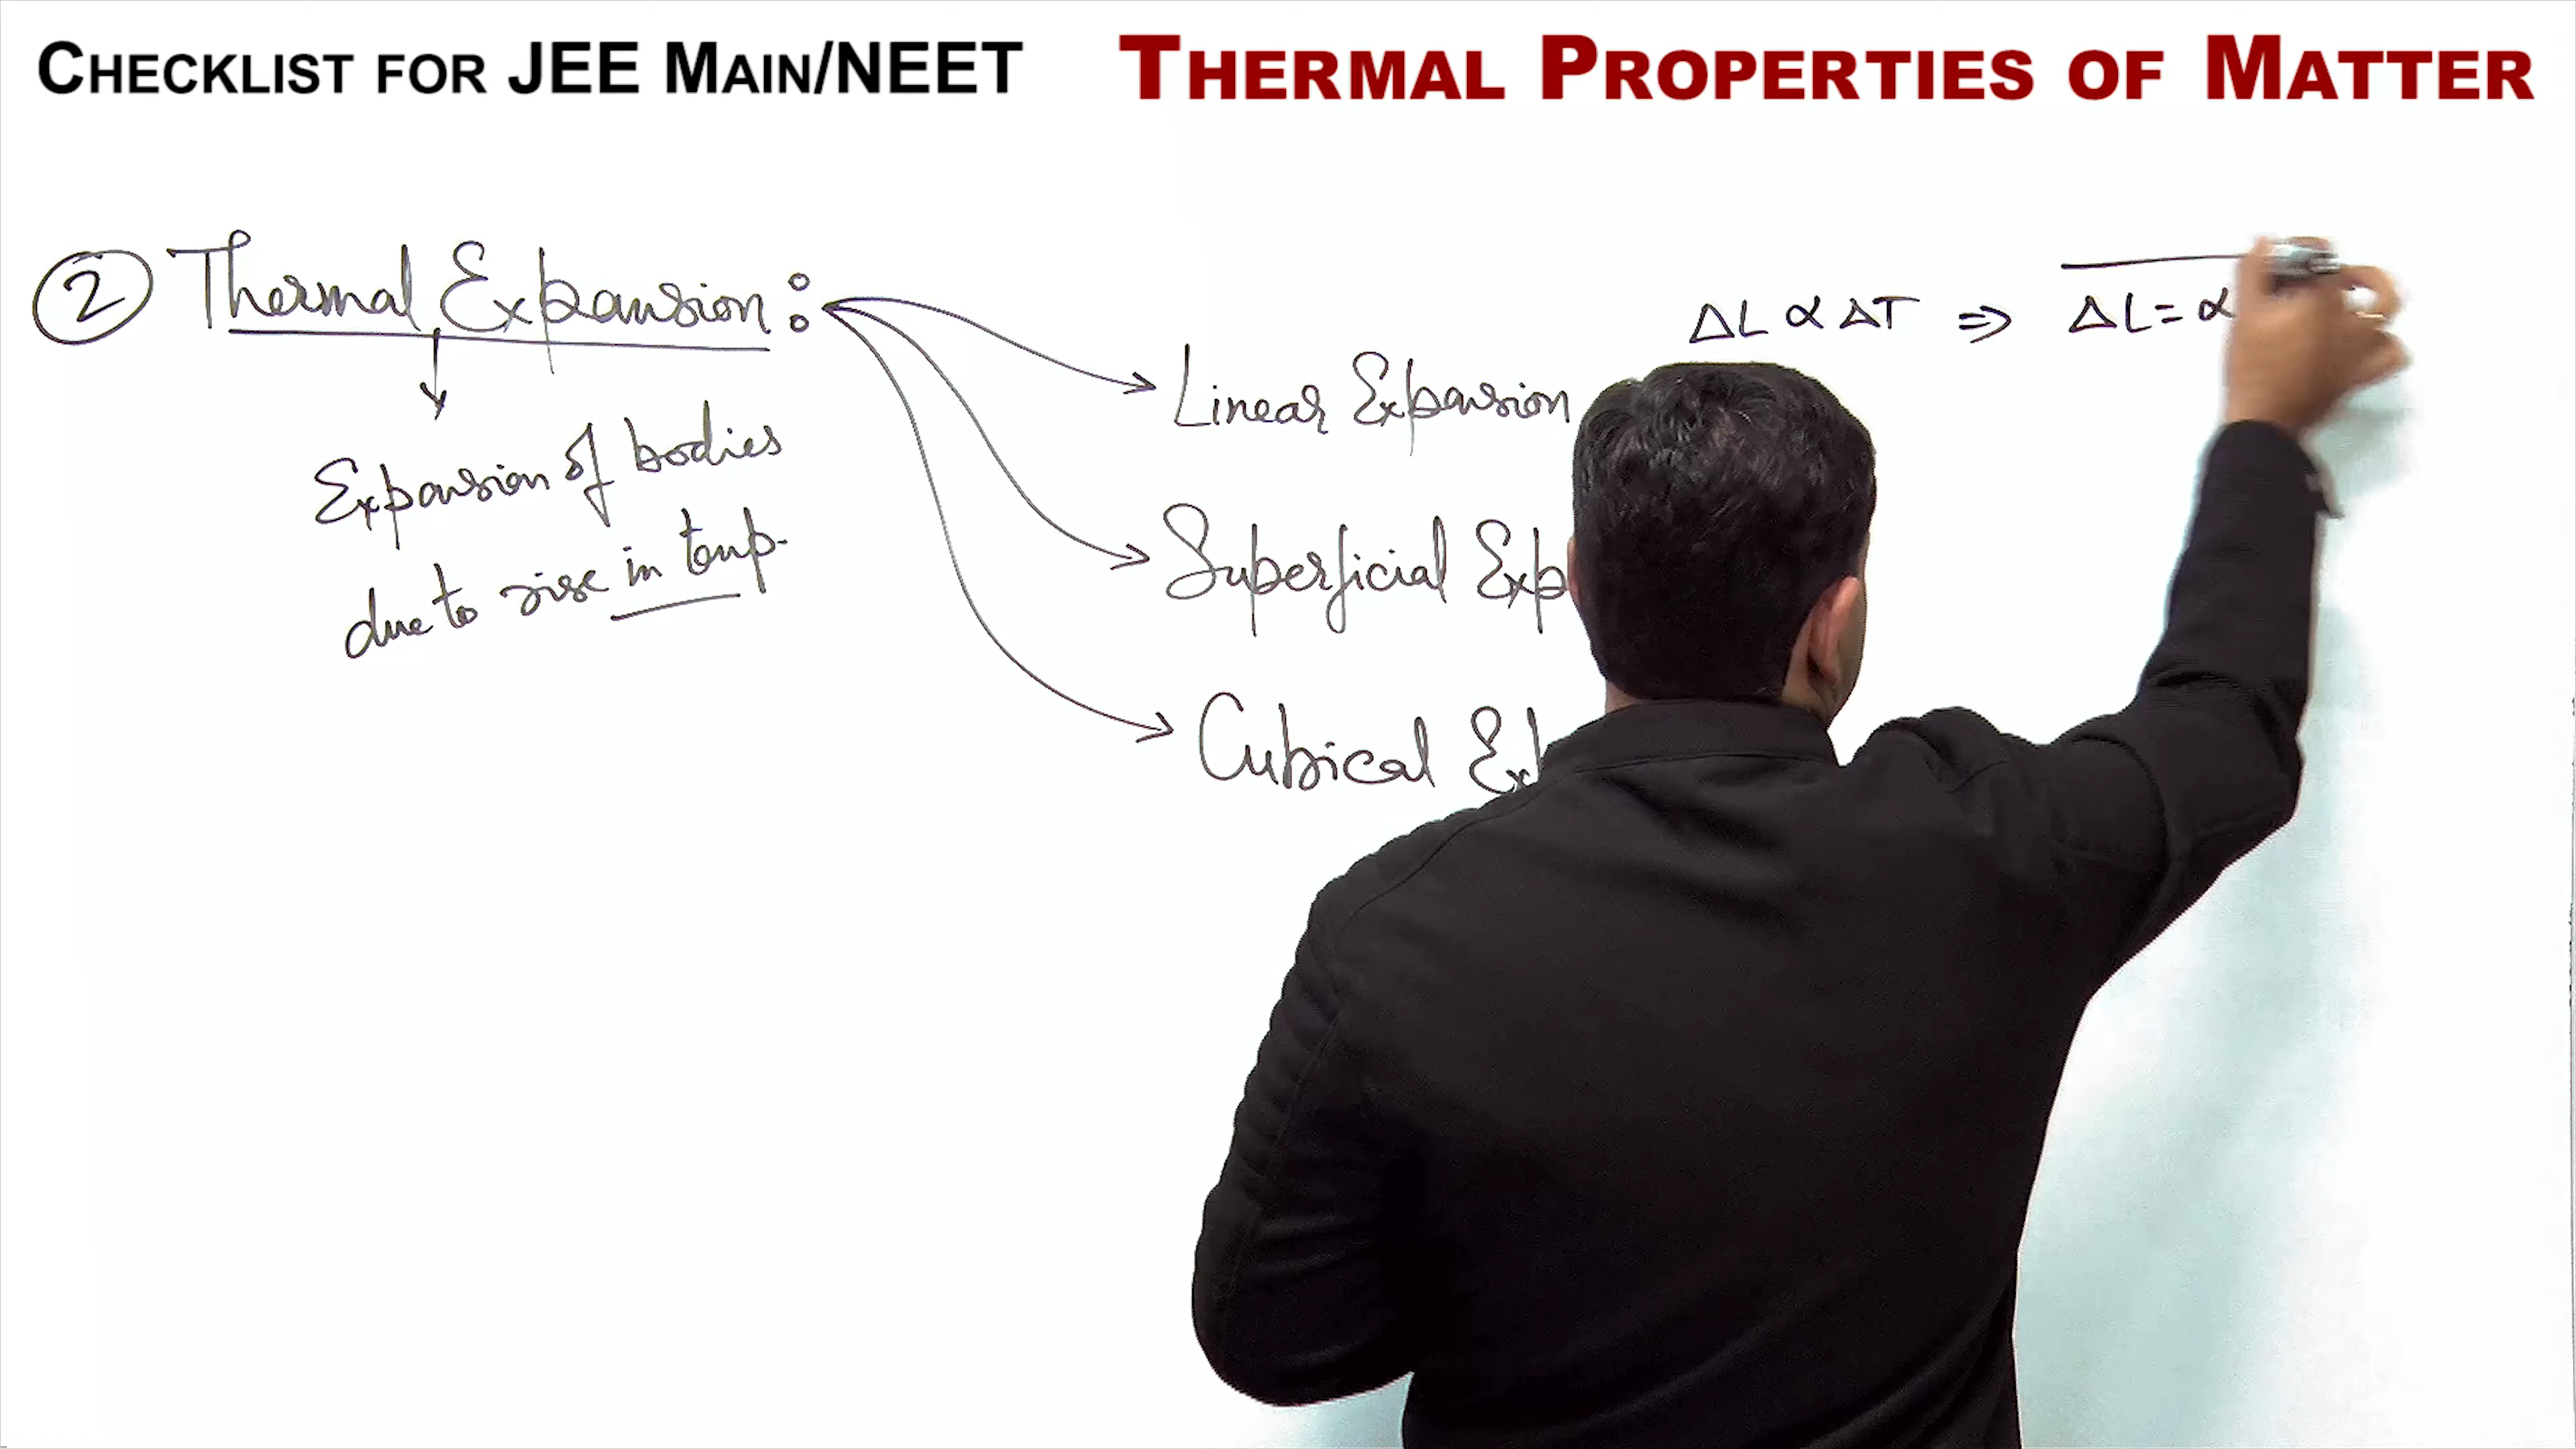 CHECKLIST FOR JEE MAIN/NEET THERMAL PROPERTIES OF MATTER
② Thermal Expansion :
Expansion of bodies
due to rise in temp.
ΔL ∝ ΔT ⇒ ΔL = α
Linear Expansion
Superficial Exp
Cubical Ex